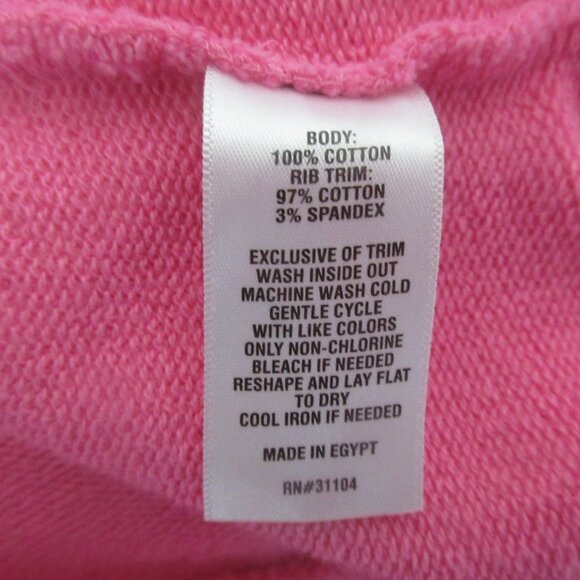 BODY:
100% COTTON
RIB TRIM:
97% COTTON
3% SPANDEX
EXCLUSIVE OF TRIM
WASH INSIDE OUT
MACHINE WASH COLD
GENTLE CYCLE
WITH LIKE COLORS
ONLY NON-CHLORINE
BLEACH IF NEEDED
RESHAPE AND LAY FLAT
TO DRY
COOL IRON IF NEEDED
MADE IN EGYPT
RN#31104